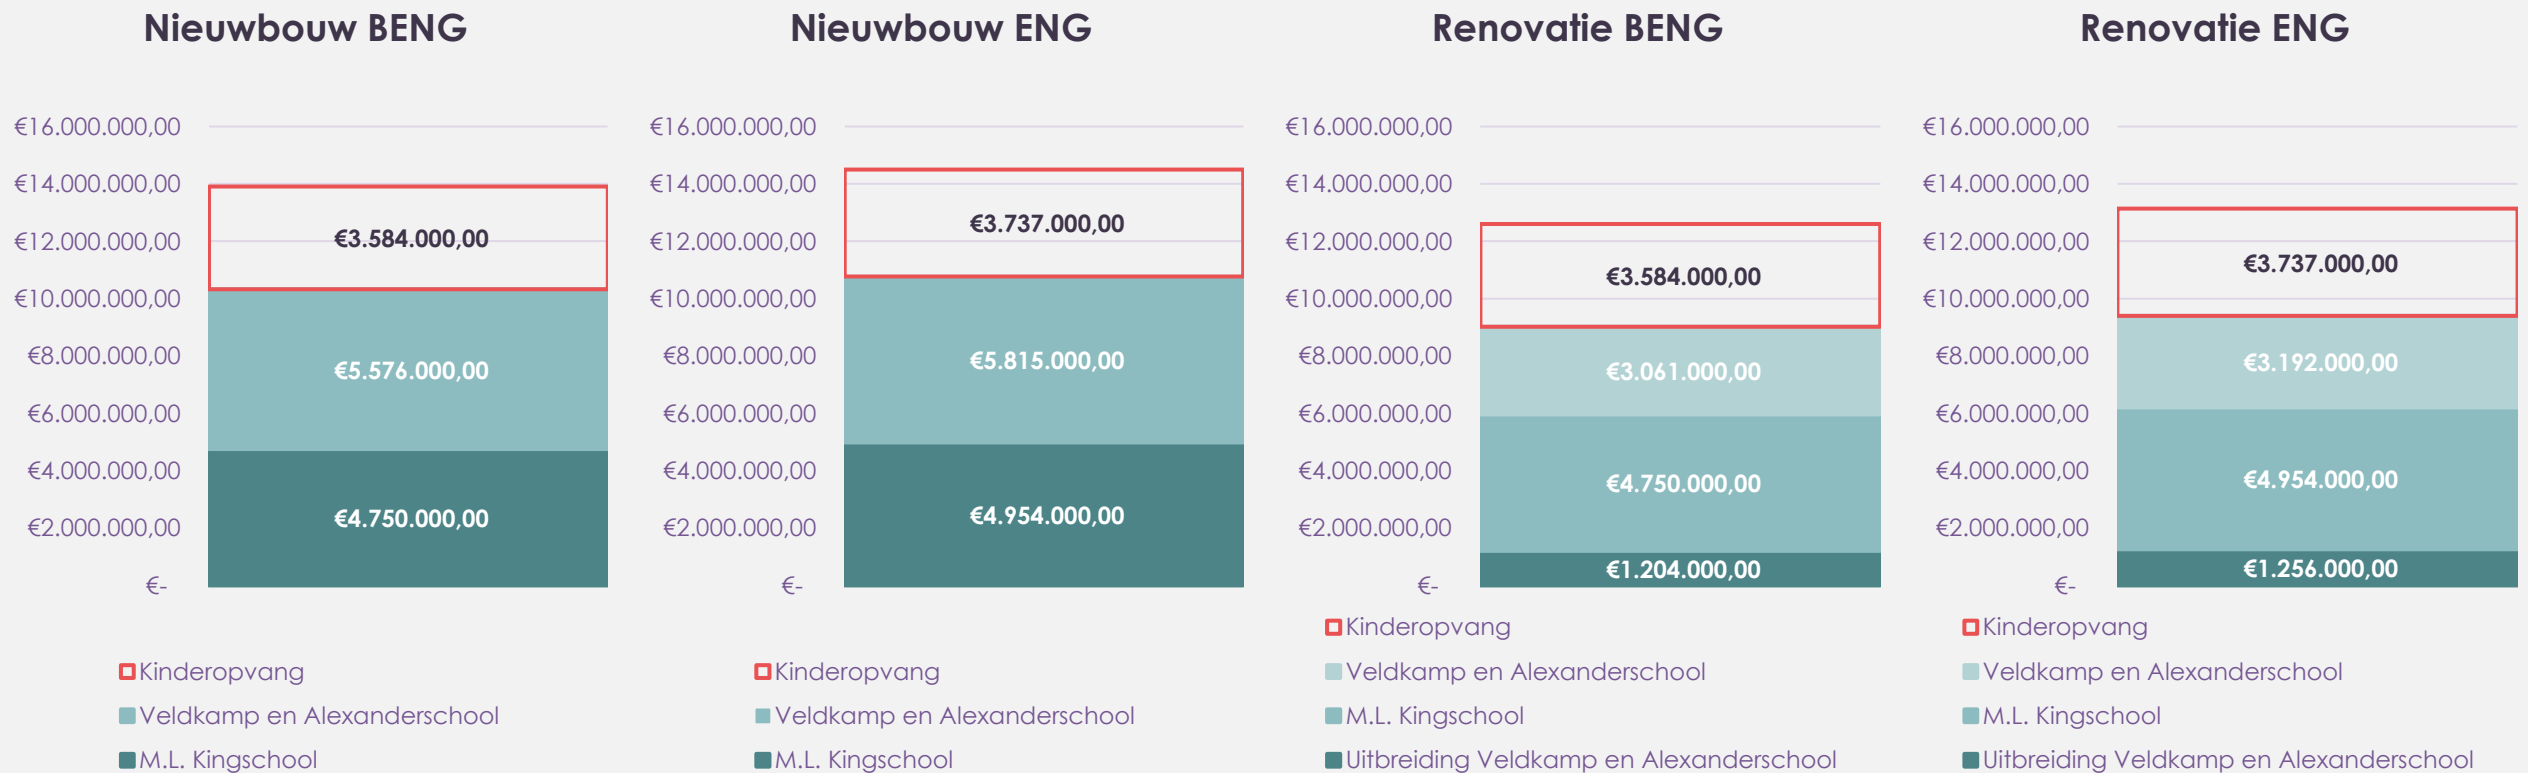 Nieuwbouw BENG
€16.000.000,00
€14.000.000,00
€12.000.000,00
€10.000.000,00
€8.000.000,00
€6.000.000,00
€4.000.000,00
€2.000.000,00
€-
€3.584.000,00
€5.576.000,00
€4.750.000,00
Kinderopvang
Veldkamp en Alexanderschool
M.L. Kingschool
Nieuwbouw ENG
€16.000.000,00
€14.000.000,00
€12.000.000,00
€10.000.000,00
€8.000.000,00
€6.000.000,00
€4.000.000,00
€2.000.000,00
€-
€3.737.000,00
€5.815.000,00
€4.954.000,00
Kinderopvang
Veldkamp en Alexanderschool
M.L. Kingschool
Renovatie BENG
€16.000.000,00
€14.000.000,00
€12.000.000,00
€10.000.000,00
€8.000.000,00
€6.000.000,00
€4.000.000,00
€2.000.000,00
€-
€3.584.000,00
€3.061.000,00
€4.750.000,00
€1.204.000,00
Kinderopvang
Veldkamp en Alexanderschool
M.L. Kingschool
Uitbreiding Veldkamp en Alexanderschool
Renovatie ENG
€16.000.000,00
€14.000.000,00
€12.000.000,00
€10.000.000,00
€8.000.000,00
€6.000.000,00
€4.000.000,00
€2.000.000,00
€-
€3.737.000,00
€3.192.000,00
€4.954.000,00
€1.256.000,00
Kinderopvang
Veldkamp en Alexanderschool
M.L. Kingschool
Uitbreiding Veldkamp en Alexanderschool